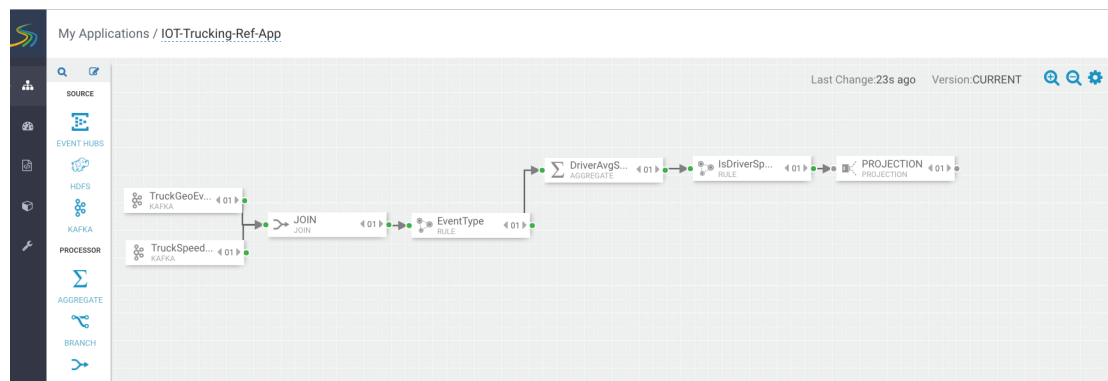 My Applications / IOT-Trucking-Ref-App
Last Change:23s ago Version:CURRENT
SOURCE
EVENT HUBS
HDFS
KAFKA
PROCESSOR
AGGREGATE
BRANCH
TruckGeoEv... 01
KAFKA
TruckSpeed... 01
KAFKA
JOIN 01
JOIN
EventType 01
RULE
DriverAvgS... 01
AGGREGATE
IsDriverSp... 01
RULE
PROJECTION 01
PROJECTION